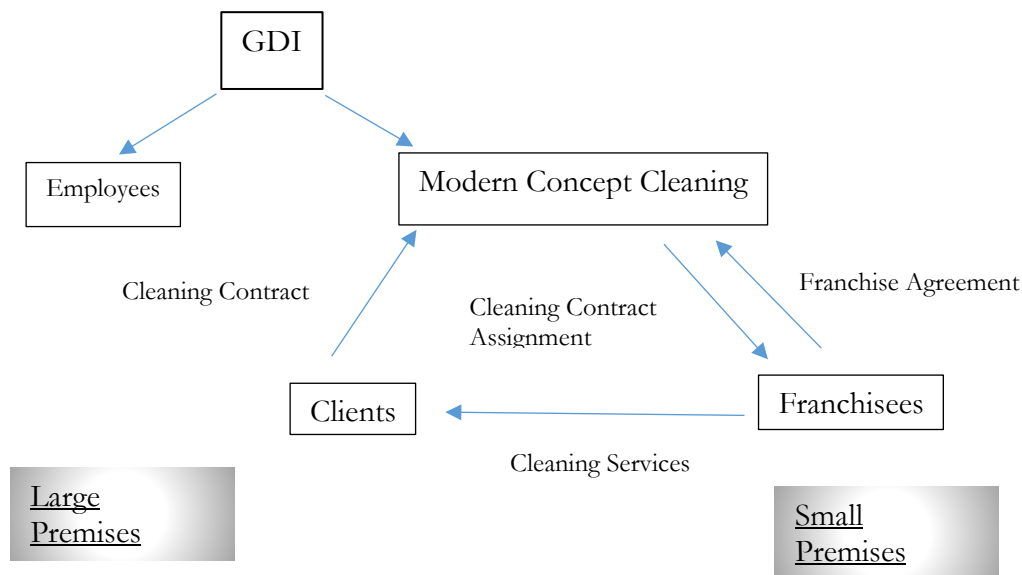 GDI
Employees
Modern Concept Cleaning
Cleaning Contract
Cleaning Contract
Assignment
Franchise Agreement
Clients
Franchisees
Cleaning Services
Large
Premises
Small
Premises